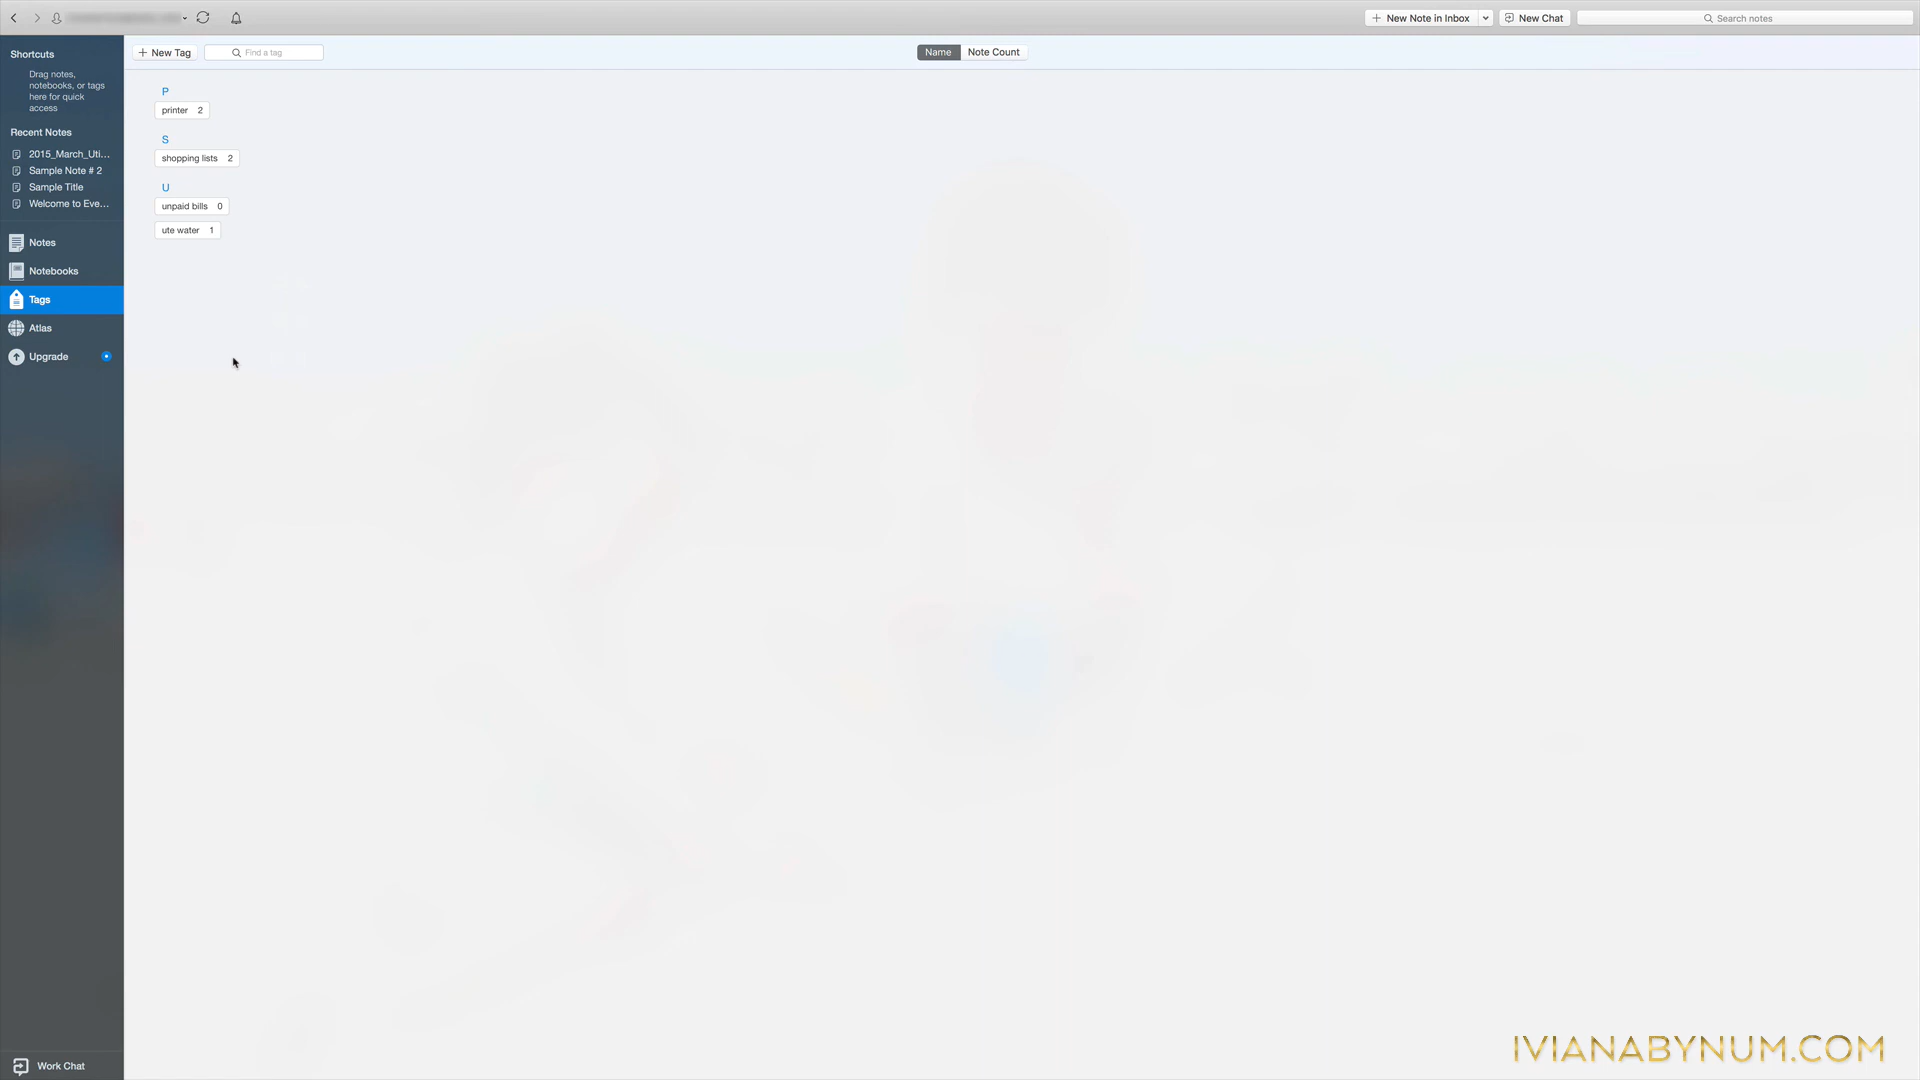 New Note in Inbox
New Chat
Search notes
Shortcuts
Drag notes,
notebooks, or tags
here for quick
access
Recent Notes
2015_March_Uti...
Sample Note # 2
Sample Title
Welcome to Eve...
Notes
Notebooks
Tags
Atlas
Upgrade
Work Chat
New Tag
Find a tag
Name
Note Count
P
printer 2
S
shopping lists 2
U
unpaid bills 0
ute water 1
IVIANABYNUM.COM